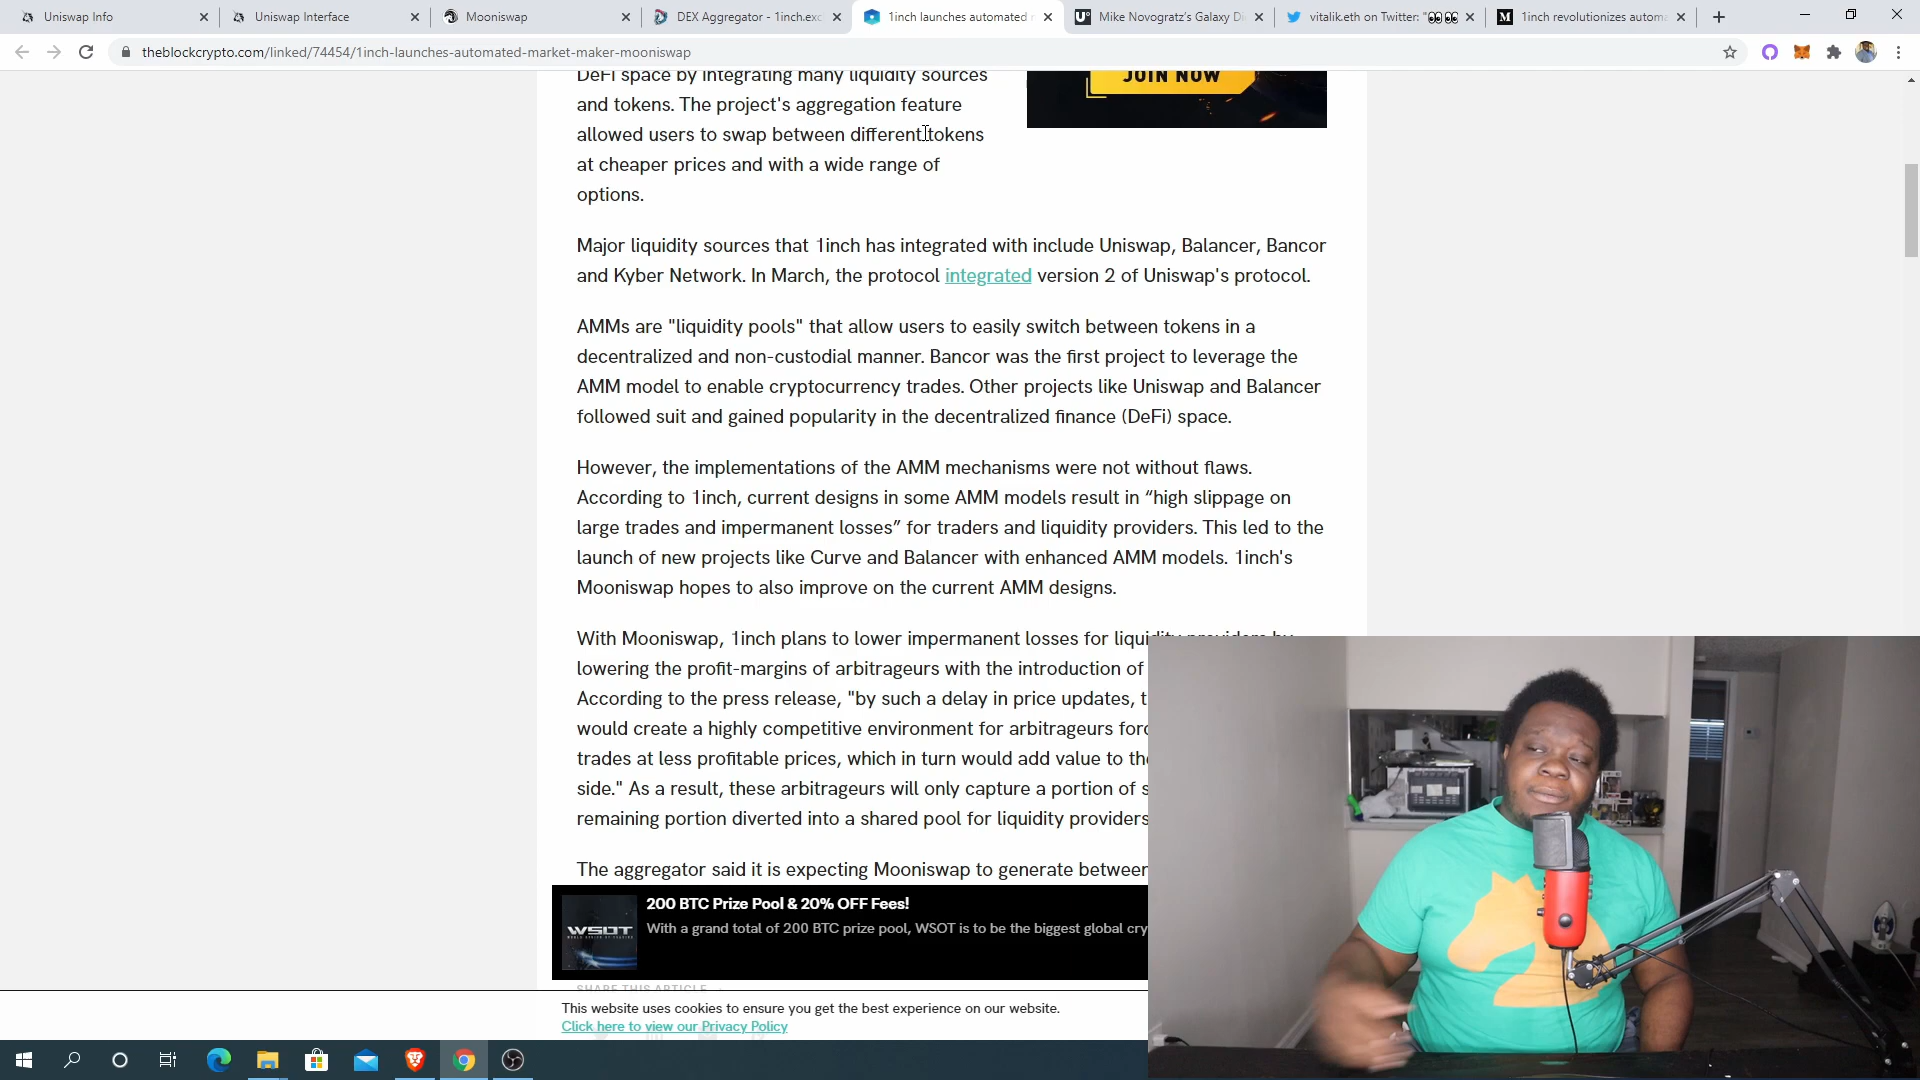 Uniswap Info
Uniswap Interface
Mooniswap
DEX Aggregator - 1inch.exc
1inch launches automated
Mike Novogratz's Galaxy Di
vitalik.eth on Twitter: "👀👀
1inch revolutionizes automa
theblockcrypto.com/linked/74454/1inch-launches-automated-market-maker-mooniswap
DeFi space by integrating many liquidity sources
and tokens. The project's aggregation feature
allowed users to swap between different tokens
at cheaper prices and with a wide range of
options.
JOIN NOW
Major liquidity sources that 1inch has integrated with include Uniswap, Balancer, Bancor
and Kyber Network. In March, the protocol integrated version 2 of Uniswap's protocol.
AMMs are "liquidity pools" that allow users to easily switch between tokens in a
decentralized and non-custodial manner. Bancor was the first project to leverage the
AMM model to enable cryptocurrency trades. Other projects like Uniswap and Balancer
followed suit and gained popularity in the decentralized finance (DeFi) space.
However, the implementations of the AMM mechanisms were not without flaws.
According to 1inch, current designs in some AMM models result in “high slippage on
large trades and impermanent losses” for traders and liquidity providers. This led to the
launch of new projects like Curve and Balancer with enhanced AMM models. 1inch's
Mooniswap hopes to also improve on the current AMM designs.
With Mooniswap, 1inch plans to lower impermanent losses for liquidity providers by
lowering the profit-margins of arbitrageurs with the introduction of
According to the press release, "by such a delay in price updates, t
would create a highly competitive environment for arbitrageurs forc
trades at less profitable prices, which in turn would add value to the
side." As a result, these arbitrageurs will only capture a portion of s
remaining portion diverted into a shared pool for liquidity providers
The aggregator said it is expecting Mooniswap to generate between
WSOT
200 BTC Prize Pool & 20% OFF Fees!
With a grand total of 200 BTC prize pool, WSOT is to be the biggest global cry
SHARE THIS ARTICLE
This website uses cookies to ensure you get the best experience on our website.
Click here to view our Privacy Policy